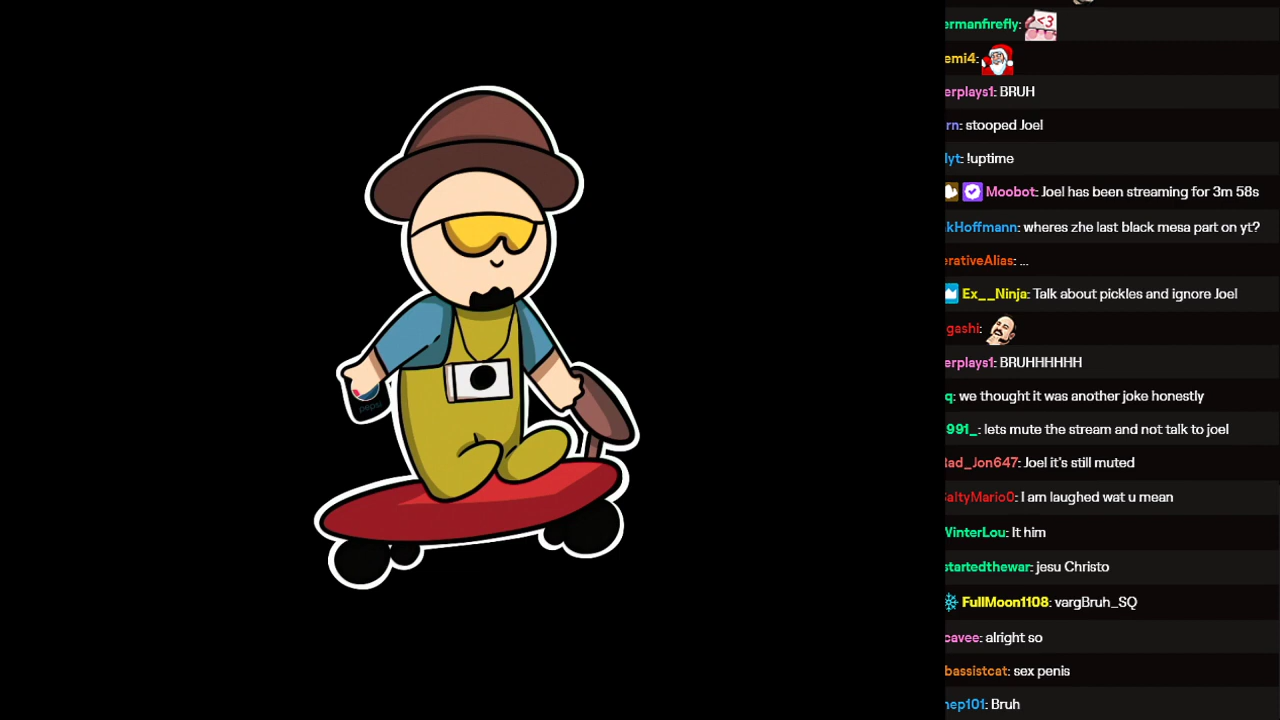 pepsi
ermanfirefly:
emi4:
erplays1: BRUH
rn: stooped Joel
lyt: !uptime
Moobot: Joel has been streaming for 3m 58s
kHoffmann: wheres zhe last black mesa part on yt?
erativeAlias: ...
Ex__Ninja: Talk about pickles and ignore Joel
gashi:
erplays1: BRUHHHHHH
q: we thought it was another joke honestly
991_: lets mute the stream and not talk to joel
Rad_Jon647: Joel it's still muted
SaltyMario0: I am laughed wat u mean
WinterLou: It him
startedthewar: jesu Christo
FullMoon1108: vargBruh_SQ
cavee: alright so
bassistcat: sex penis
nep101: Bruh